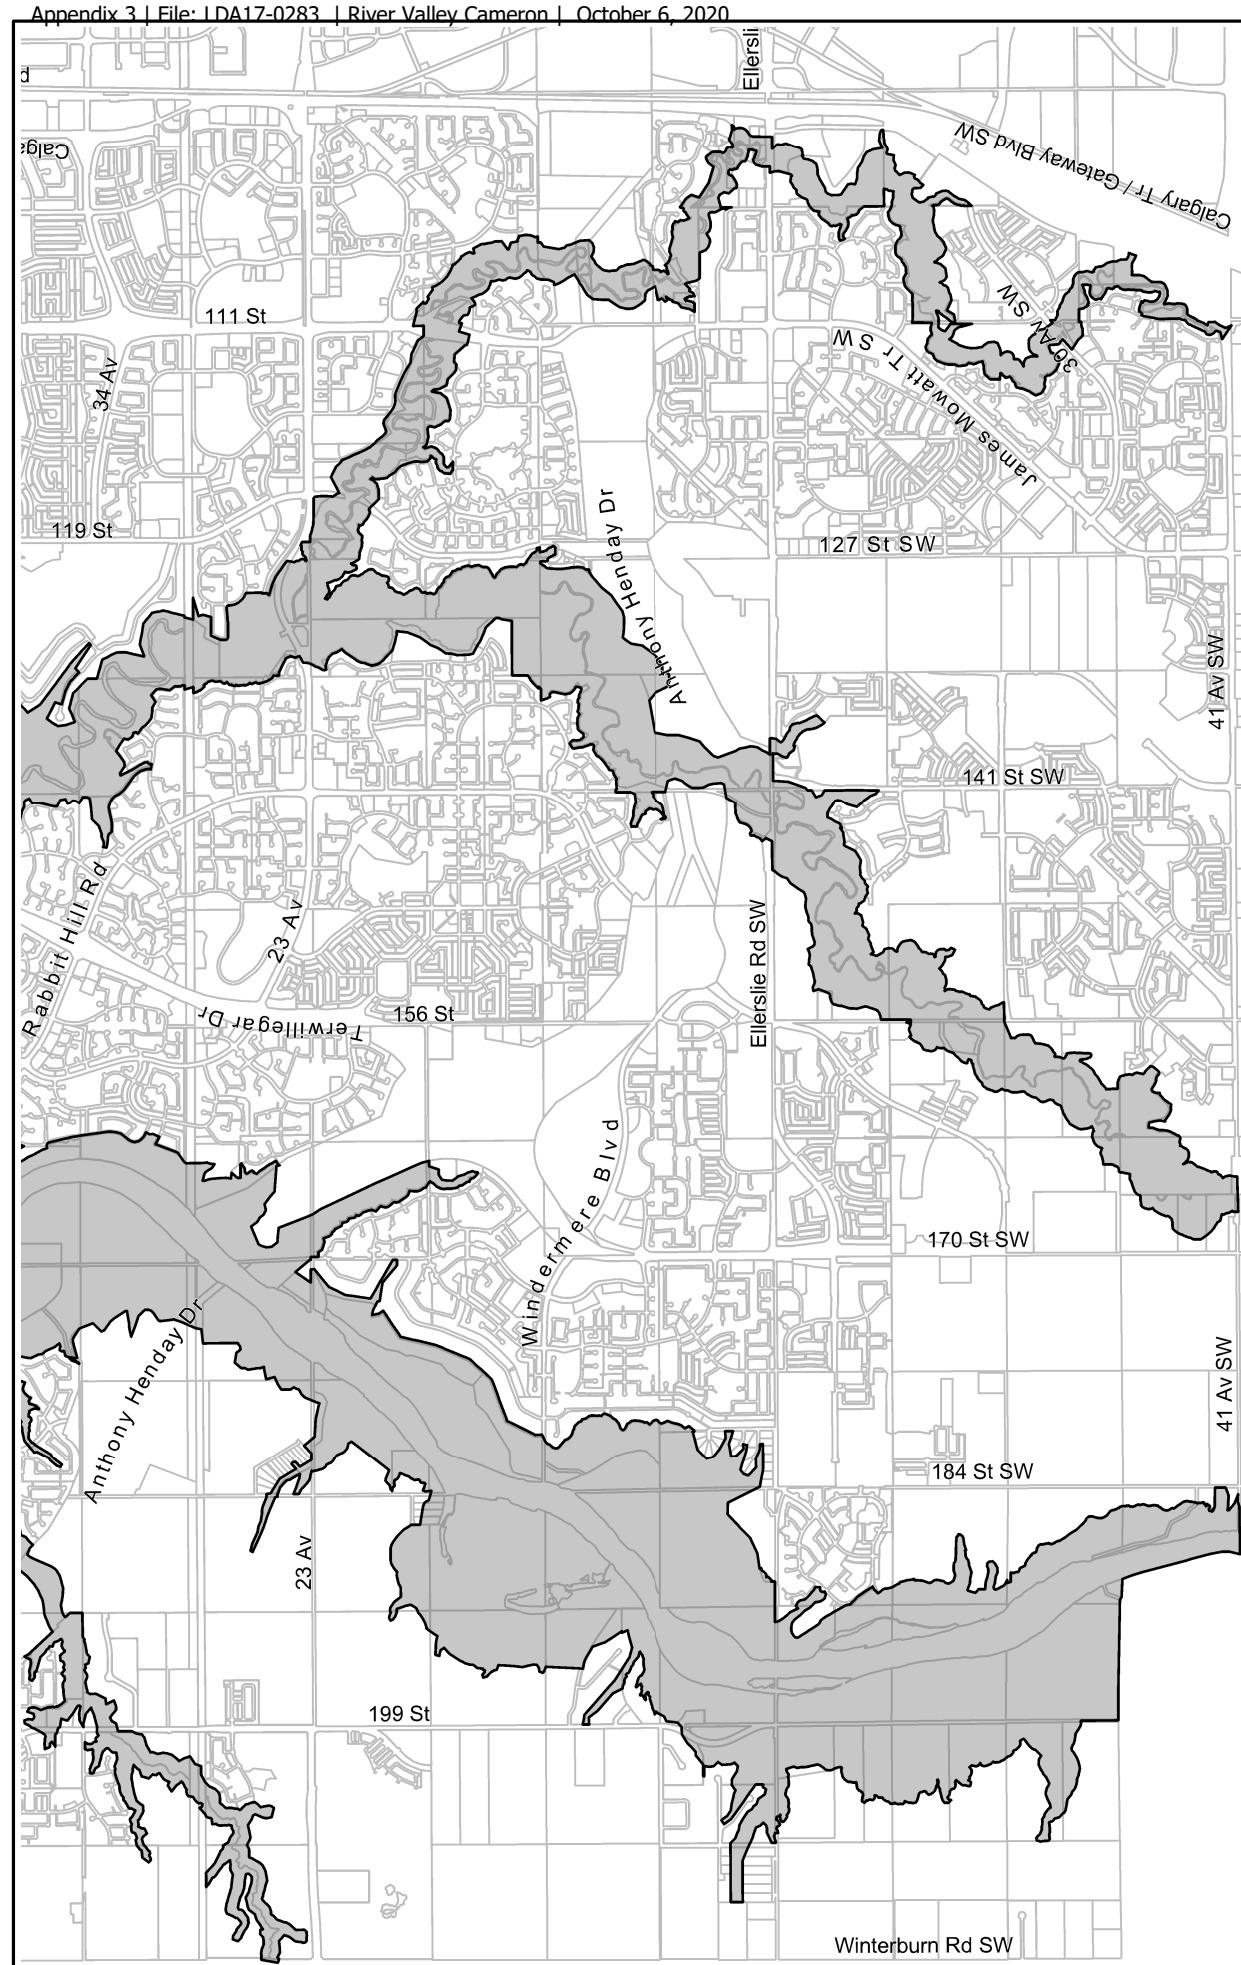 Appendix 3 | File: LDA17-0283 | River Valley Cameron | October 6, 2020
Ellersli
d
Calga
Calgary Tr / Gateway Blvd SW
111 St
30 Av SW
James Mowatt Tr SW
34 Av
119 St
Anthony Henday Dr
127 St SW
41 Av SW
141 St SW
Rabbit Hill Rd
23 Av
Ellerslie Rd SW
Terwillegar Dr
156 St
Windermere Blvd
170 St SW
Anthony Henday Dr
41 Av SW
184 St SW
23 Av
199 St
Winterburn Rd SW